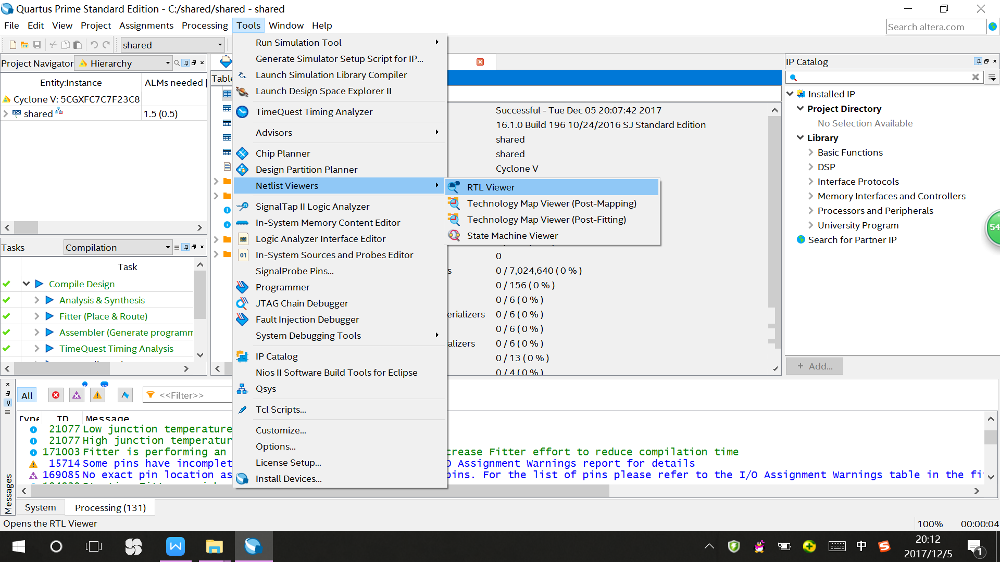 Quartus Prime Standard Edition - C:/shared/shared - shared
File Edit View Project Assignments Processing Tools Window Help
Search altera.com
shared
Project Navigator
Hierarchy
Entity:Instance
ALMs needed [
Cyclone V: 5CGXFC7C7F23C8
shared
1.5 (0.5)
Tasks
Compilation
Task
Compile Design
Analysis & Synthesis
Fitter (Place & Route)
Assembler (Generate programm
TimeQuest Timing Analysis
Table
Run Simulation Tool
Generate Simulator Setup Script for IP...
Launch Simulation Library Compiler
Launch Design Space Explorer II
TimeQuest Timing Analyzer
Advisors
Chip Planner
Design Partition Planner
Netlist Viewers
SignalTap II Logic Analyzer
In-System Memory Content Editor
Logic Analyzer Interface Editor
In-System Sources and Probes Editor
SignalProbe Pins...
Programmer
JTAG Chain Debugger
Fault Injection Debugger
System Debugging Tools
IP Catalog
Nios II Software Build Tools for Eclipse
Qsys
Tcl Scripts...
Customize...
Options...
License Setup...
Install Devices...
RTL Viewer
Technology Map Viewer (Post-Mapping)
Technology Map Viewer (Post-Fitting)
State Machine Viewer
Successful - Tue Dec 05 20:07:42 2017
16.1.0 Build 196 10/24/2016 SJ Standard Edition
shared
shared
Cyclone V
0
s 0 / 7,024,640 ( 0 % )
0 / 156 ( 0 % )
0 / 6 ( 0 % )
erializers 0 / 6 ( 0 % )
0 / 6 ( 0 % )
alizers 0 / 6 ( 0 % )
0 / 13 ( 0 % )
0 / 4 ( 0 % )
IP Catalog
Installed IP
Project Directory
No Selection Available
Library
Basic Functions
DSP
Interface Protocols
Memory Interfaces and Controllers
Processors and Peripherals
University Program
Search for Partner IP
+ Add...
54
All
<<Filter>>
Type ID Message
21077 Low junction temperature
21077 High junction temperatur
171003 Fitter is performing an crease Fitter effort to reduce compilation time
15714 Some pins have incomplet O Assignment Warnings report for details
169085 No exact pin location as pins. For the list of pins please refer to the I/O Assignment Warnings table in the fi
Messages
System
Processing (131)
Opens the RTL Viewer
100% 00:00:04
中
20:12
2017/12/5
1